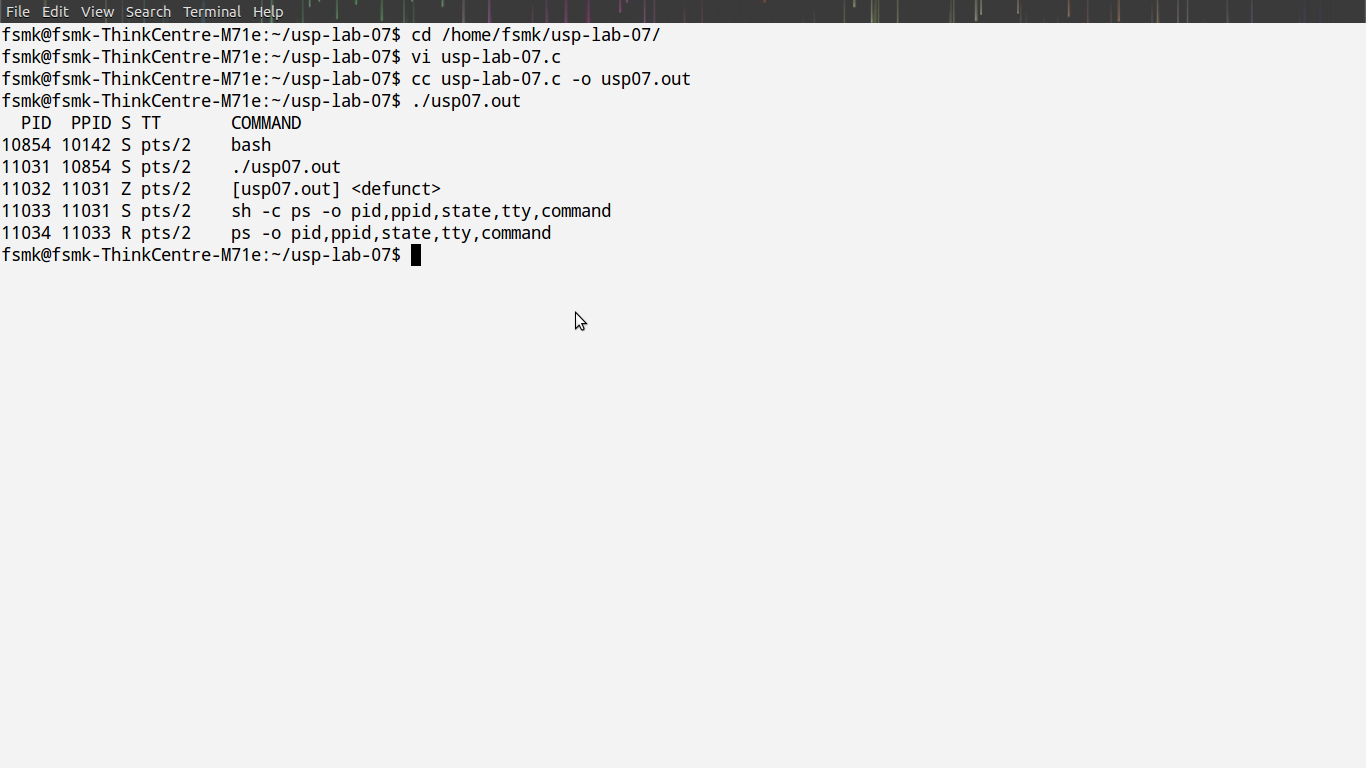 File Edit View Search Terminal Help
fsmk@fsmk-ThinkCentre-M71e:~/usp-lab-07$ cd /home/fsmk/usp-lab-07/
fsmk@fsmk-ThinkCentre-M71e:~/usp-lab-07$ vi usp-lab-07.c
fsmk@fsmk-ThinkCentre-M71e:~/usp-lab-07$ cc usp-lab-07.c -o usp07.out
fsmk@fsmk-ThinkCentre-M71e:~/usp-lab-07$ ./usp07.out
  PID  PPID S TT       COMMAND
10854 10142 S pts/2    bash
11031 10854 S pts/2    ./usp07.out
11032 11031 Z pts/2    [usp07.out] <defunct>
11033 11031 S pts/2    sh -c ps -o pid,ppid,state,tty,command
11034 11033 R pts/2    ps -o pid,ppid,state,tty,command
fsmk@fsmk-ThinkCentre-M71e:~/usp-lab-07$